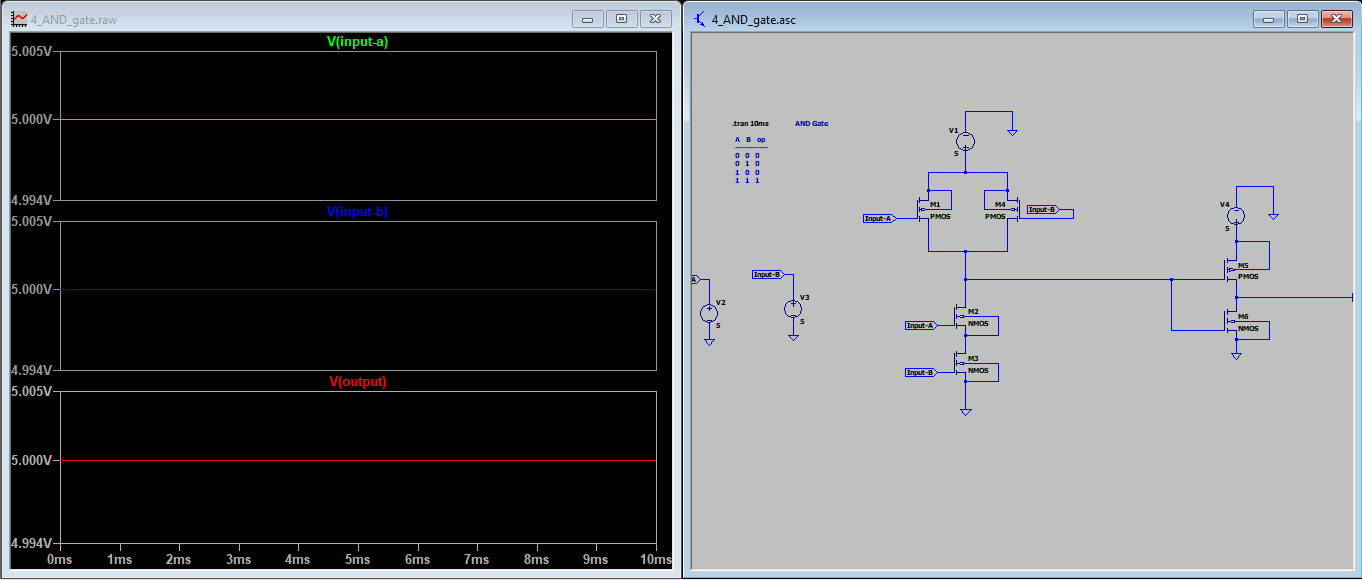 4_AND_gate.raw
V(input-a)
5.005V
5.000V
4.994V
V(input-b)
5.005V
5.000V
4.994V
V(output)
5.005V
5.000V
4.994V
0ms 1ms 2ms 3ms 4ms 5ms 6ms 7ms 8ms 9ms 10ms
4_AND_gate.asc
.tran 10ms
AND Gate
A B op
-----------
0 0 0
0 1 0
1 0 0
1 1 1
V1
5
M1
PMOS
Input-A
M4
PMOS
Input-B
V4
5
A
V2
5
Input-B
V3
5
M5
PMOS
M2
NMOS
Input-A
M6
NMOS
M3
NMOS
Input-B